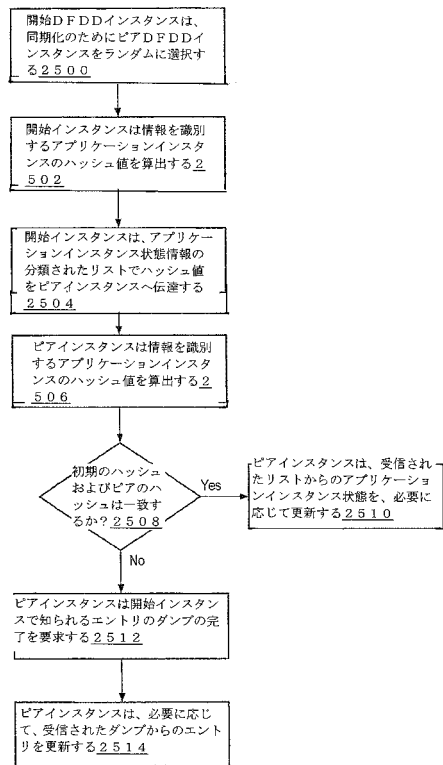 開始DFDDインスタンスは、
同期化のためにピアDFDDイ
ンスタンスをランダムに選択す
る2500
開始インスタンスは情報を識別
するアプリケーションインスタ
ンスのハッシュ値を算出する2
502
開始インスタンスは、アプリケー
ションインスタンス状態情報の
分類されたリストでハッシュ値
をピアインスタンスへ伝達する
2504
ピアインスタンスは情報を識別
するアプリケーションインスタ
ンスのハッシュ値を算出する2
506
初期のハッシュ
およびピアのハ
ッシュは一致す
るか？2508
Yes
ピアインスタンスは、受信され
たリストからのアプリケーショ
ンインスタンス状態を、必要に
応じて更新する2510
No
ピアインスタンスは開始インスタン
スで知られるエントリのダンプの完
了を要求する2512
ピアインスタンスは、必要に応じ
て、受信されたダンプからのエント
リを更新する2514